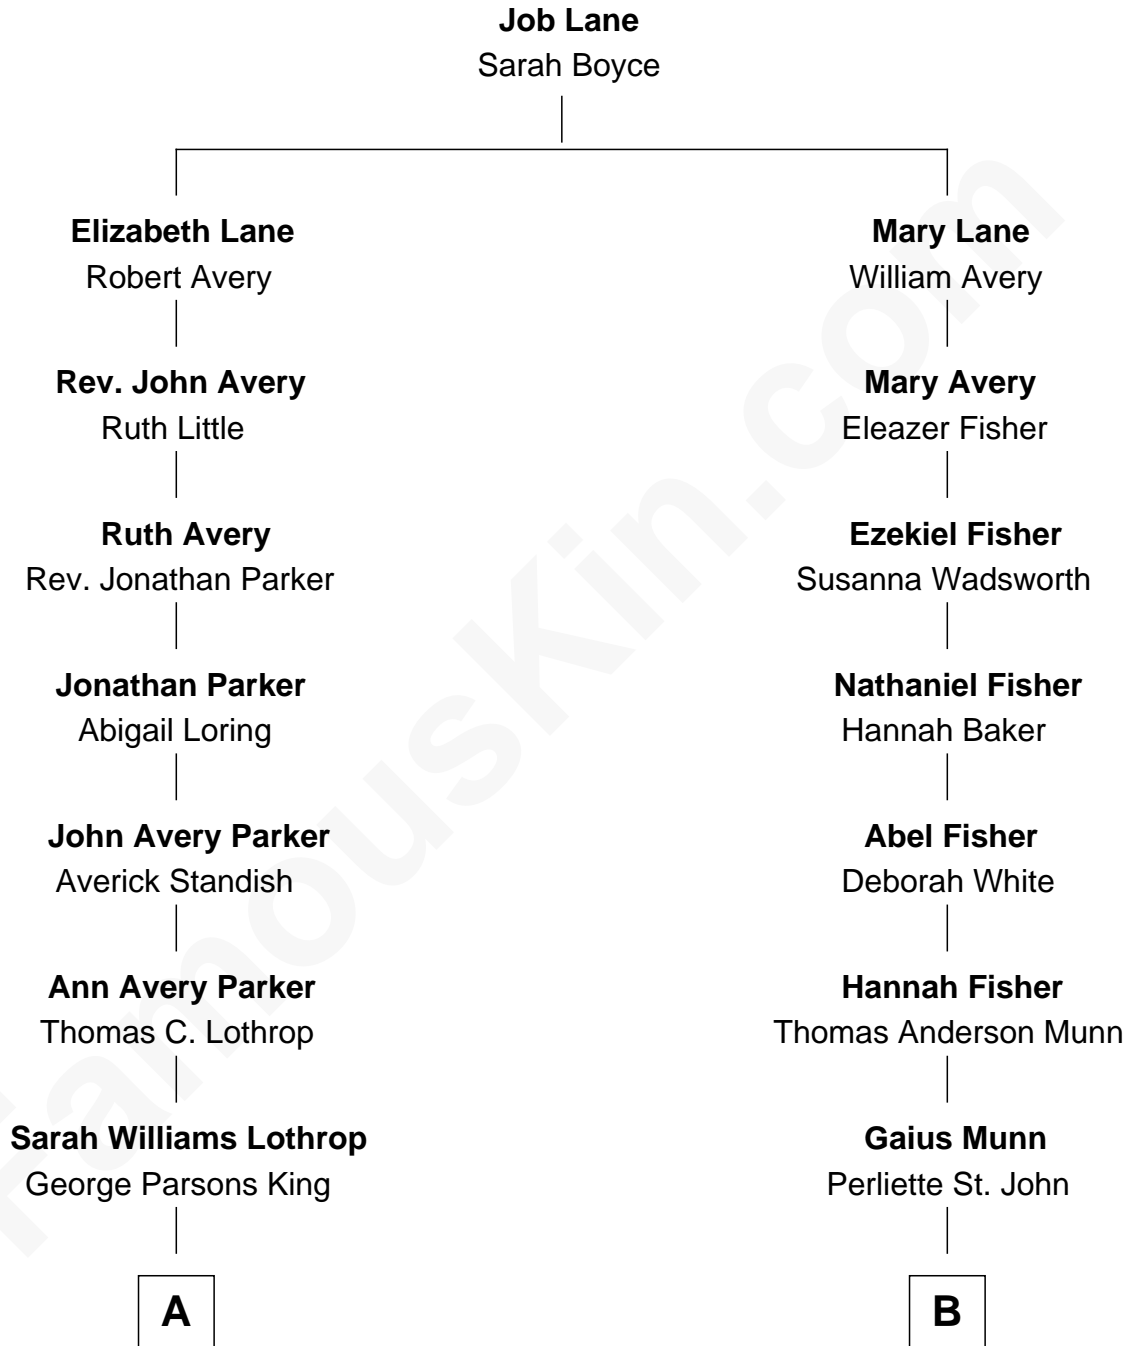 Job Lane
Sarah Boyce
Elizabeth Lane
Robert Avery
Mary Lane
William Avery
Rev. John Avery
Ruth Little
Mary Avery
Eleazer Fisher
Ruth Avery
Rev. Jonathan Parker
Ezekiel Fisher
Susanna Wadsworth
Jonathan Parker
Abigail Loring
Nathaniel Fisher
Hannah Baker
John Avery Parker
Averick Standish
Abel Fisher
Deborah White
Ann Avery Parker
Thomas C. Lothrop
Hannah Fisher
Thomas Anderson Munn
Sarah Williams Lothrop
George Parsons King
Gaius Munn
Perliette St. John
A
B
FamousKin.com